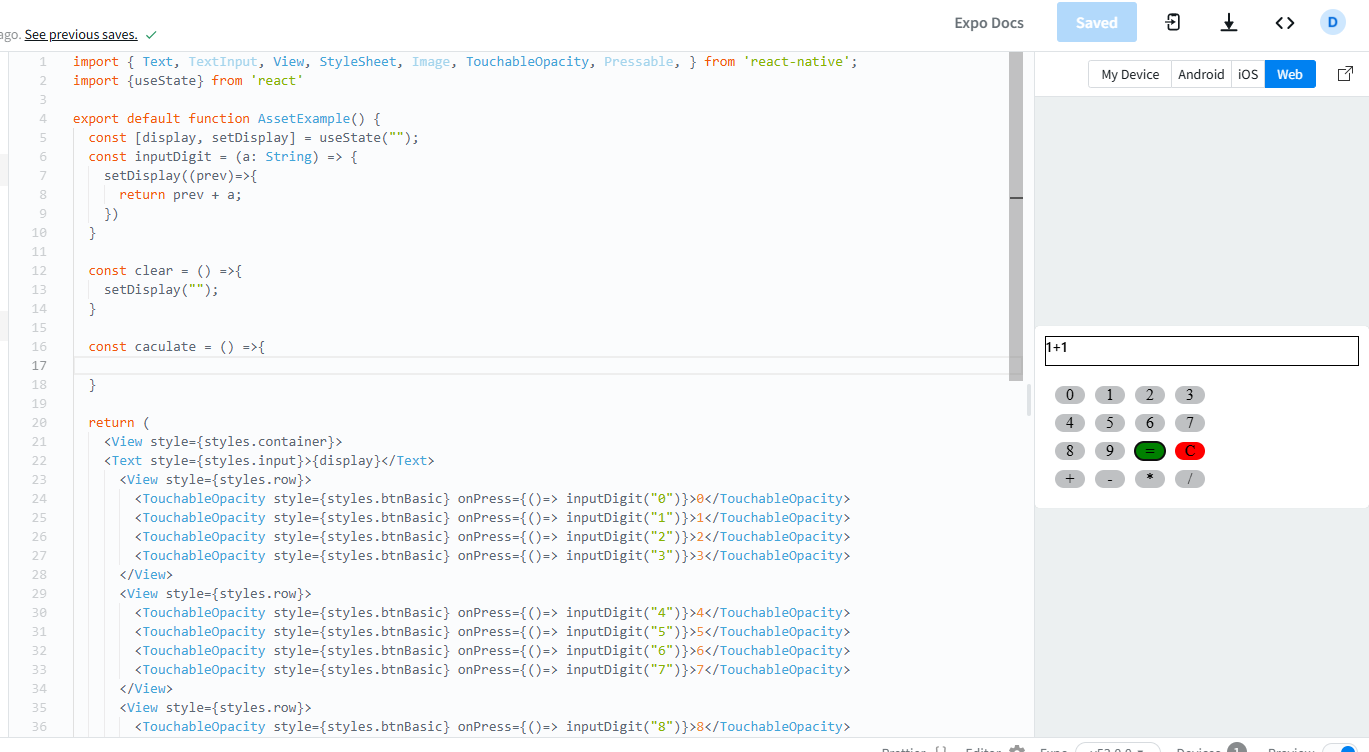 Expo Docs
Saved
D
ago. See previous saves.
My Device
Android
iOS
Web
1 import { Text, TextInput, View, StyleSheet, Image, TouchableOpacity, Pressable, } from 'react-native';
2 import {useState} from 'react'
3
4 export default function AssetExample() {
5 const [display, setDisplay] = useState("");
6 const inputDigit = (a: String) => {
7 setDisplay((prev)=>{
8 return prev + a;
9 })
10 }
11
12 const clear = () =>{
13 setDisplay("");
14 }
15
16 const caculate = () =>{
17
18 }
19
20 return (
21 <View style={styles.container}>
22 <Text style={styles.input}>{display}</Text>
23 <View style={styles.row}>
24 <TouchableOpacity style={styles.btnBasic} onPress={()=> inputDigit("0")}>0</TouchableOpacity>
25 <TouchableOpacity style={styles.btnBasic} onPress={()=> inputDigit("1")}>1</TouchableOpacity>
26 <TouchableOpacity style={styles.btnBasic} onPress={()=> inputDigit("2")}>2</TouchableOpacity>
27 <TouchableOpacity style={styles.btnBasic} onPress={()=> inputDigit("3")}>3</TouchableOpacity>
28 </View>
29 <View style={styles.row}>
30 <TouchableOpacity style={styles.btnBasic} onPress={()=> inputDigit("4")}>4</TouchableOpacity>
31 <TouchableOpacity style={styles.btnBasic} onPress={()=> inputDigit("5")}>5</TouchableOpacity>
32 <TouchableOpacity style={styles.btnBasic} onPress={()=> inputDigit("6")}>6</TouchableOpacity>
33 <TouchableOpacity style={styles.btnBasic} onPress={()=> inputDigit("7")}>7</TouchableOpacity>
34 </View>
35 <View style={styles.row}>
36 <TouchableOpacity style={styles.btnBasic} onPress={()=> inputDigit("8")}>8</TouchableOpacity>
1+1
0 1 2 3
4 5 6 7
8 9 = C
+ - * /
Prettier {} Editor Expo v53.0.0 Devices 1 Preview